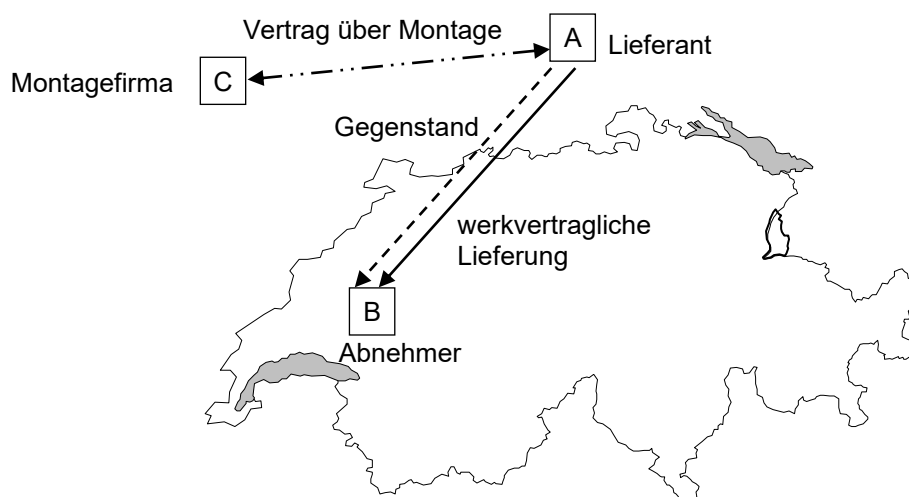 Vertrag über Montage
A
Lieferant
Montagefirma
C
Gegenstand
werkvertragliche
Lieferung
B
Abnehmer